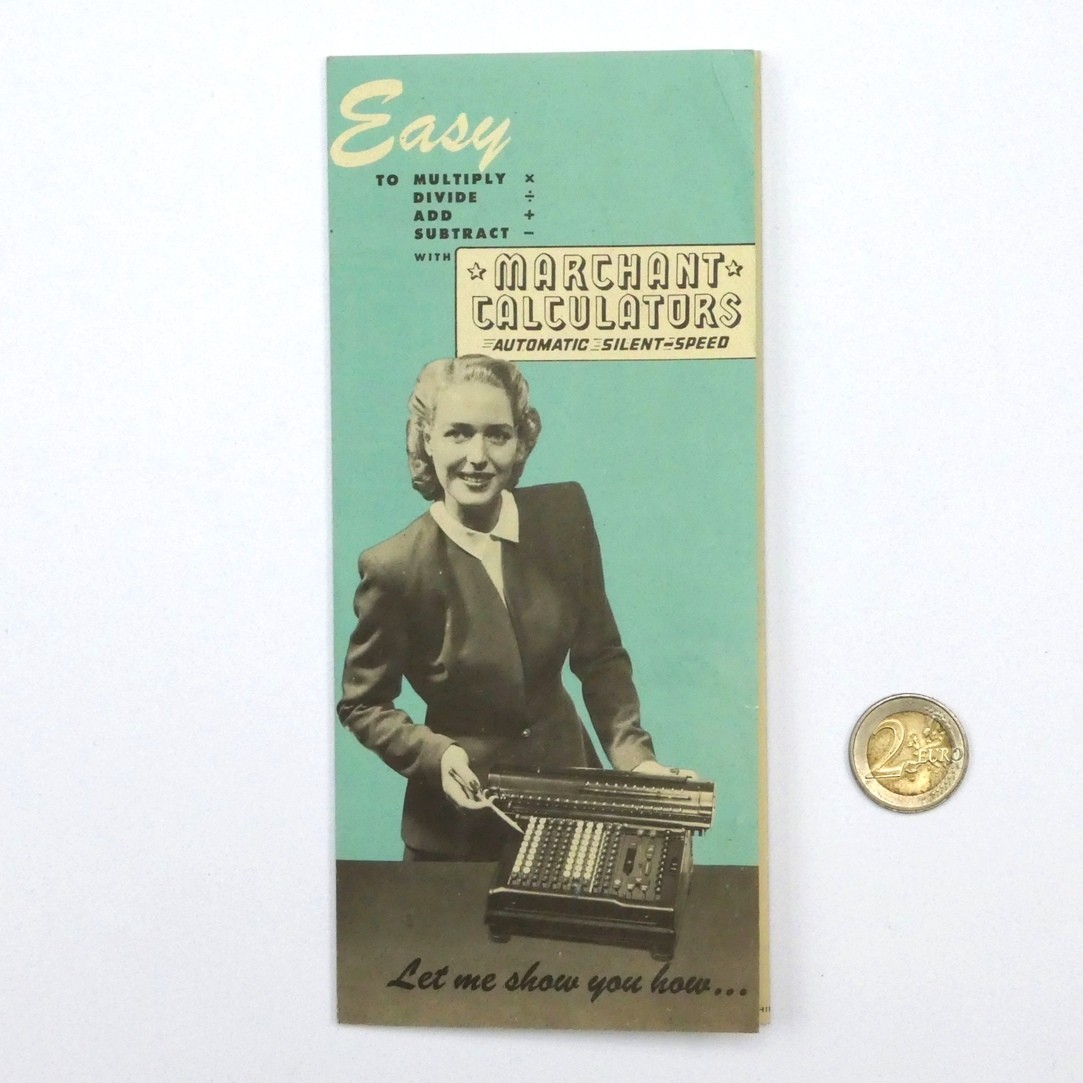 Easy
TO MULTIPLY ×
DIVIDE ÷
ADD +
SUBTRACT −
WITH
MARCHANT
CALCULATORS
AUTOMATIC SILENT-SPEED
2 EURO
Let me show you how...
411